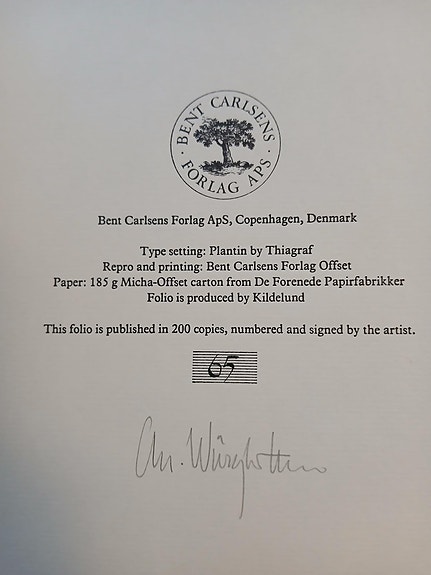 · BENT CARLSENS ·
FORLAG APS
Bent Carlsens Forlag ApS, Copenhagen, Denmark
Type setting: Plantin by Thiagraf
Repro and printing: Bent Carlsens Forlag Offset
Paper: 185 g Micha-Offset carton from De Forenede Papirfabrikker
Folio is produced by Kildelund
This folio is published in 200 copies, numbered and signed by the artist.
65